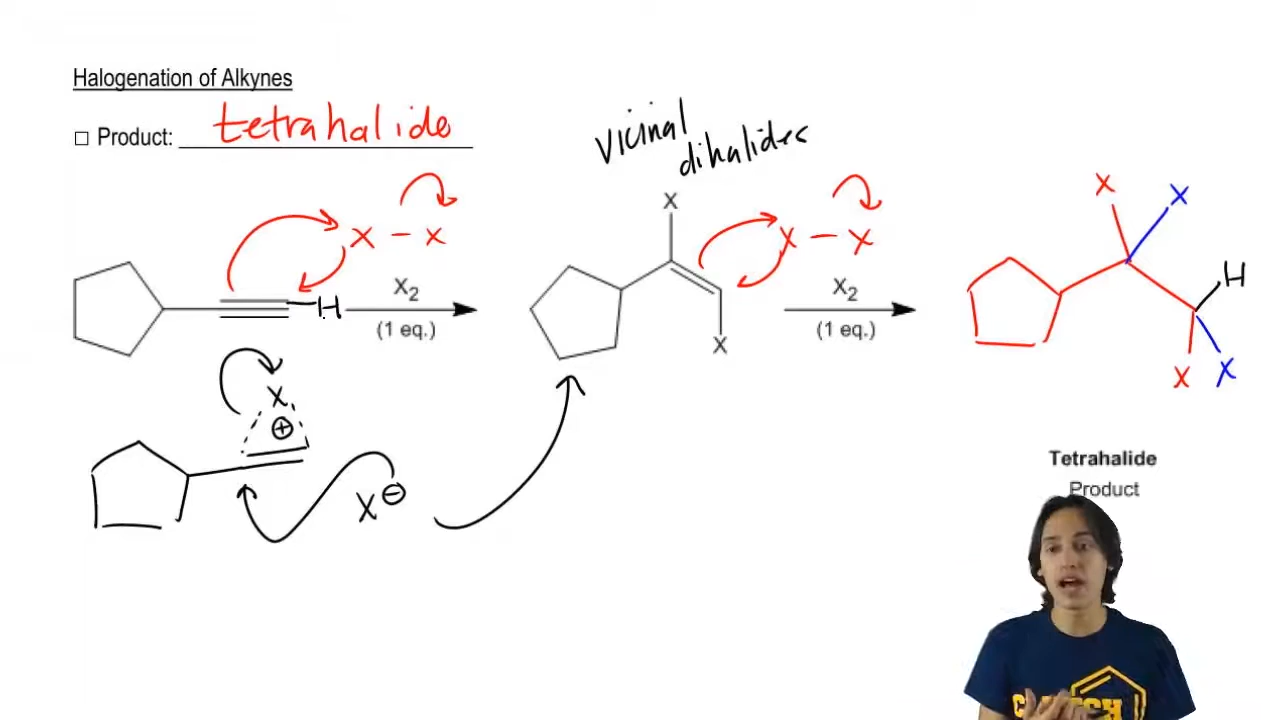 Halogenation of Alkynes
□ Product: tetrahalide
vicinal
dihalides
X – X
X₂
(1 eq.)
H
X
⊕
X ⊖
X
X
X – X
X₂
(1 eq.)
X
X
H
X
X
Tetrahalide
Product